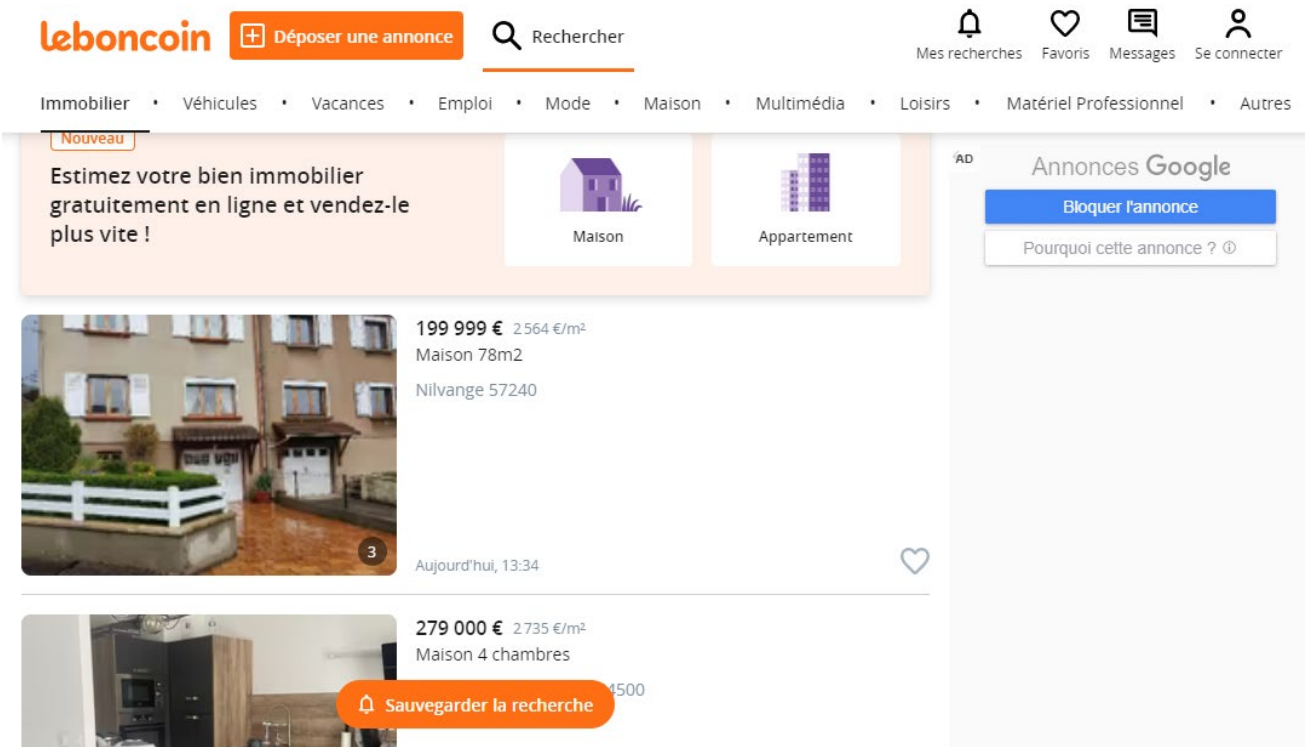 leboncoin
Déposer une annonce
Rechercher
Mes recherches
Favoris
Messages
Se connecter
Immobilier • Véhicules • Vacances • Emploi • Mode • Maison • Multimédia • Loisirs • Matériel Professionnel • Autres
Nouveau
Estimez votre bien immobilier
gratuitement en ligne et vendez-le
plus vite !
Maison
Appartement
AD
Annonces Google
Bloquer l'annonce
Pourquoi cette annonce ?
199 999 € 2 564 €/m²
Maison 78m2
Nilvange 57240
3
Aujourd'hui, 13:34
279 000 € 2 735 €/m²
Maison 4 chambres
Sauvegarder la recherche